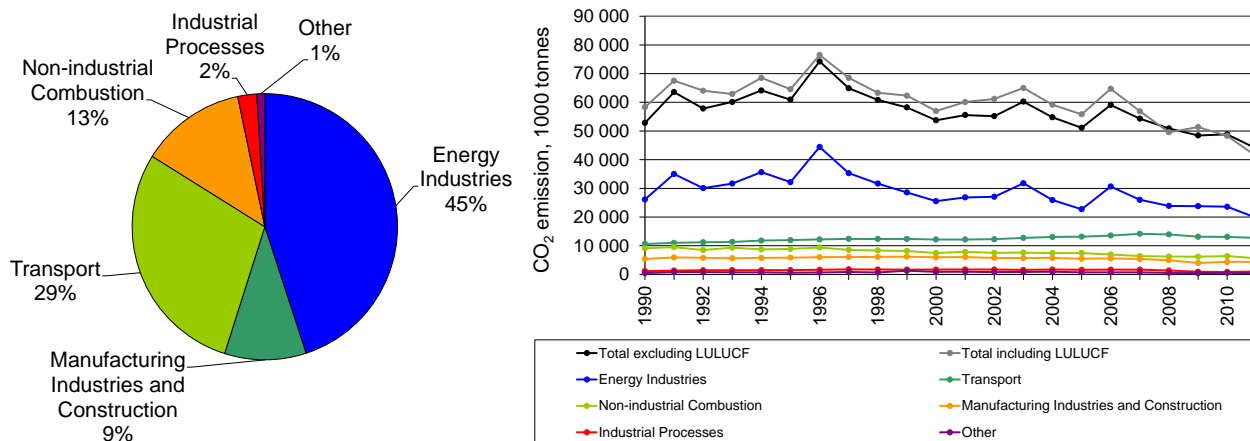 Industrial
Processes
2%
Other
1%
Non-industrial
Combustion
13%
Energy
Industries
45%
Transport
29%
Manufacturing
Industries and
Construction
9%
CO₂ emission, 1000 tonnes
90 000
80 000
70 000
60 000
50 000
40 000
30 000
20 000
10 000
0
1990
1992
1994
1996
1998
2000
2002
2004
2006
2008
2010
Total excluding LULUCF
Total including LULUCF
Energy Industries
Transport
Non-industrial Combustion
Manufacturing Industries and Construction
Industrial Processes
Other